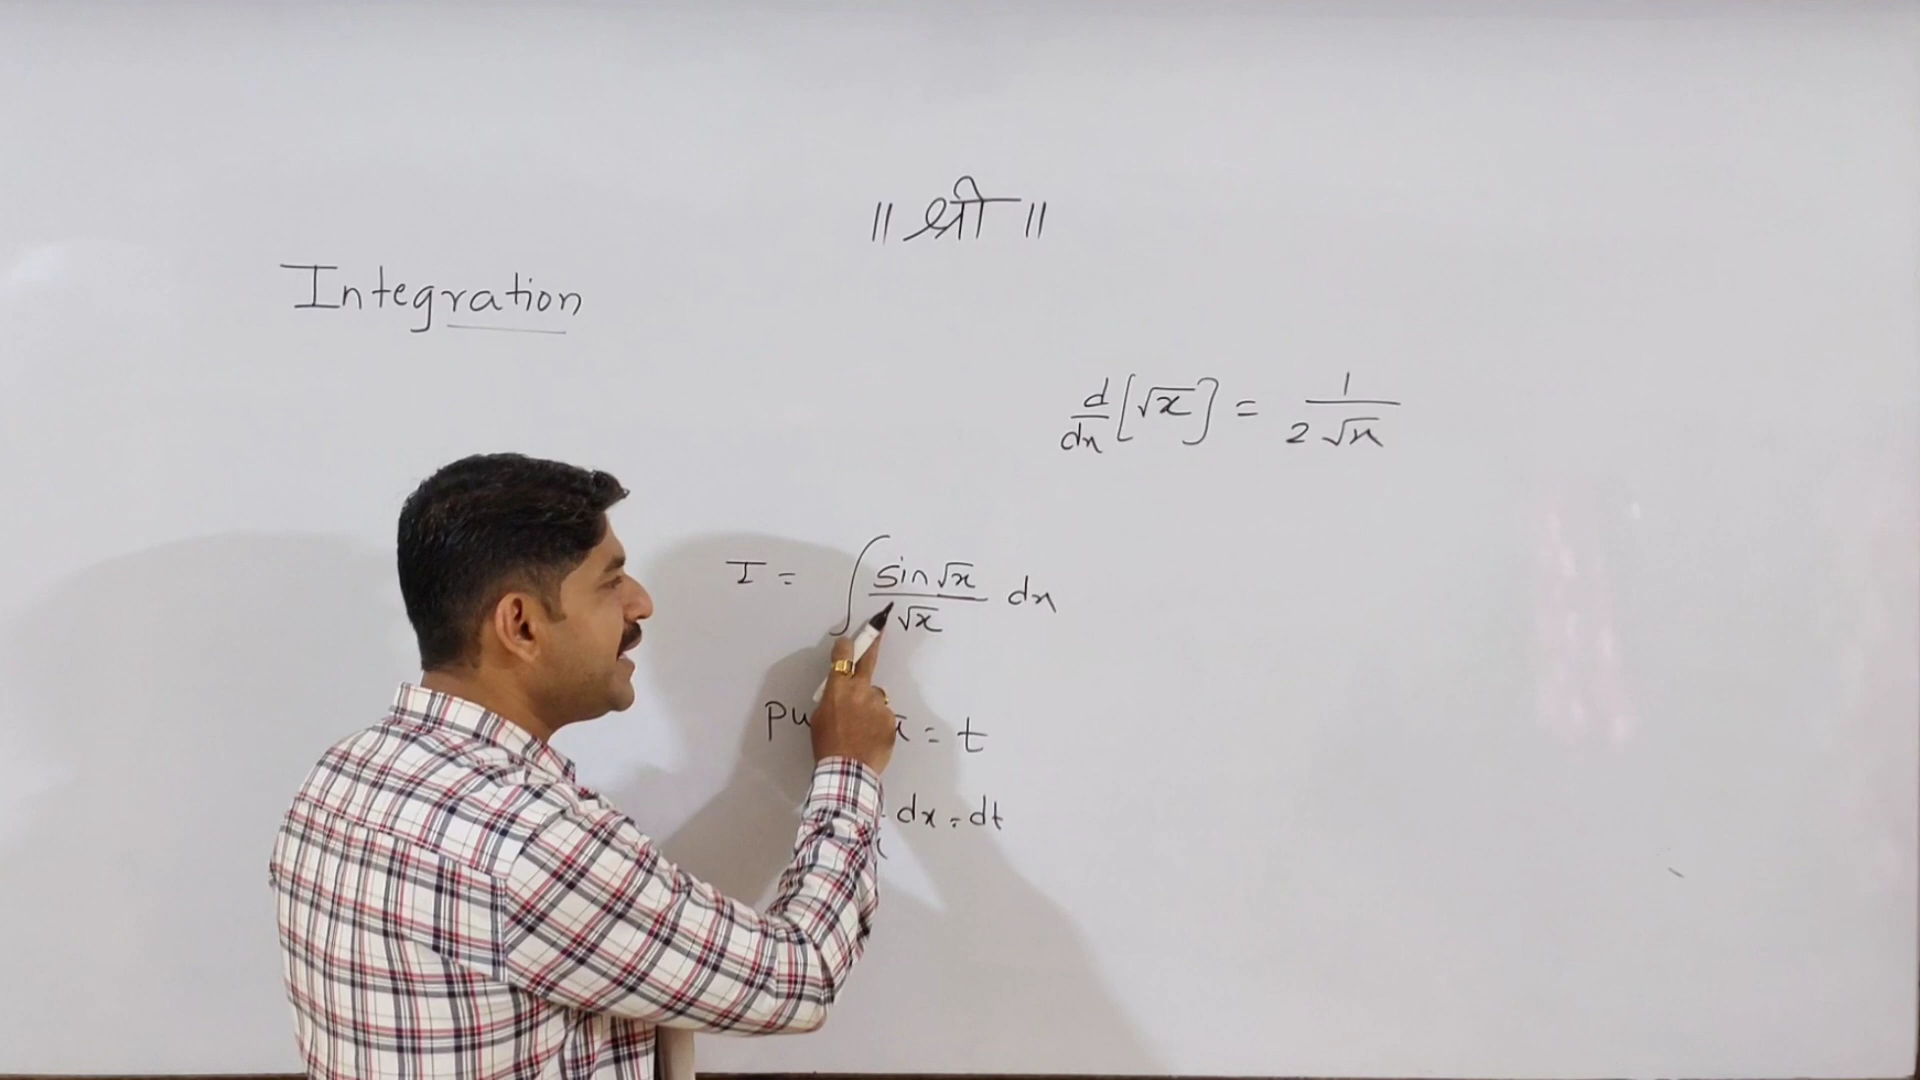 ॥ श्री ॥
Integration
d/dx [√x] = 1/(2√x)
I = ∫ sin√x/√x dx
= t
dx = dt